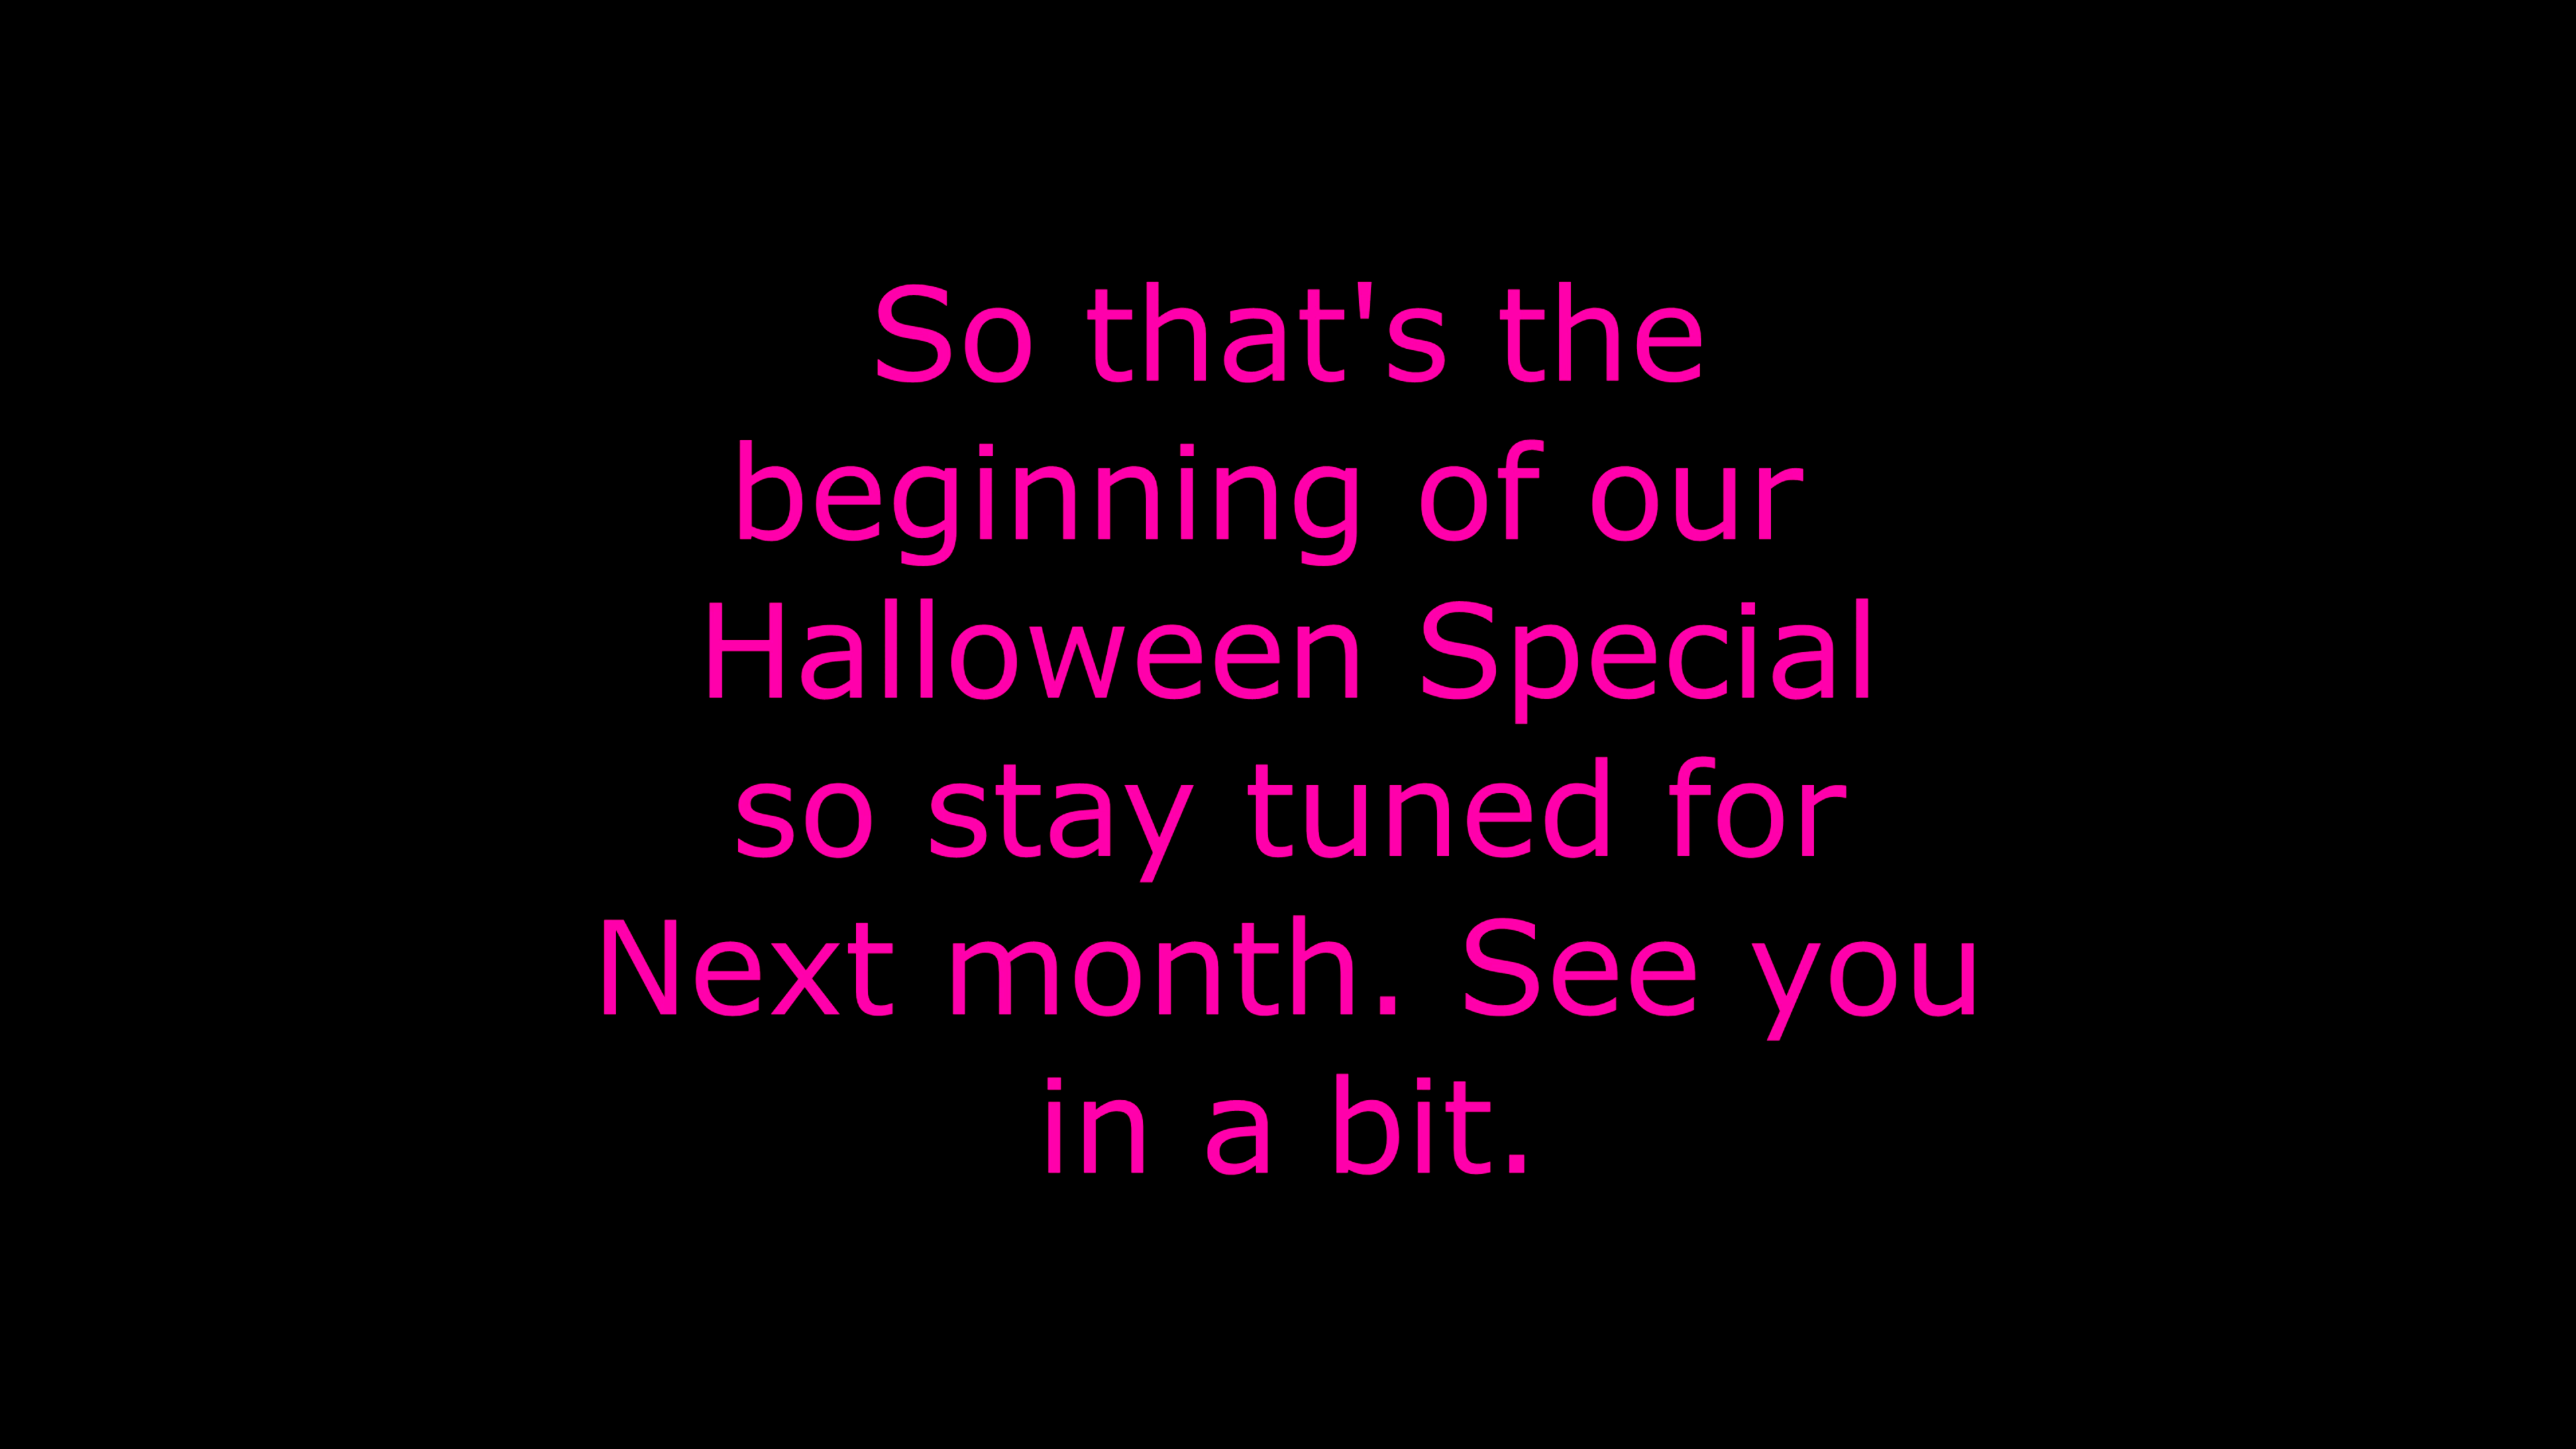 So that's the
beginning of our
Halloween Special
so stay tuned for
Next month. See you
in a bit.